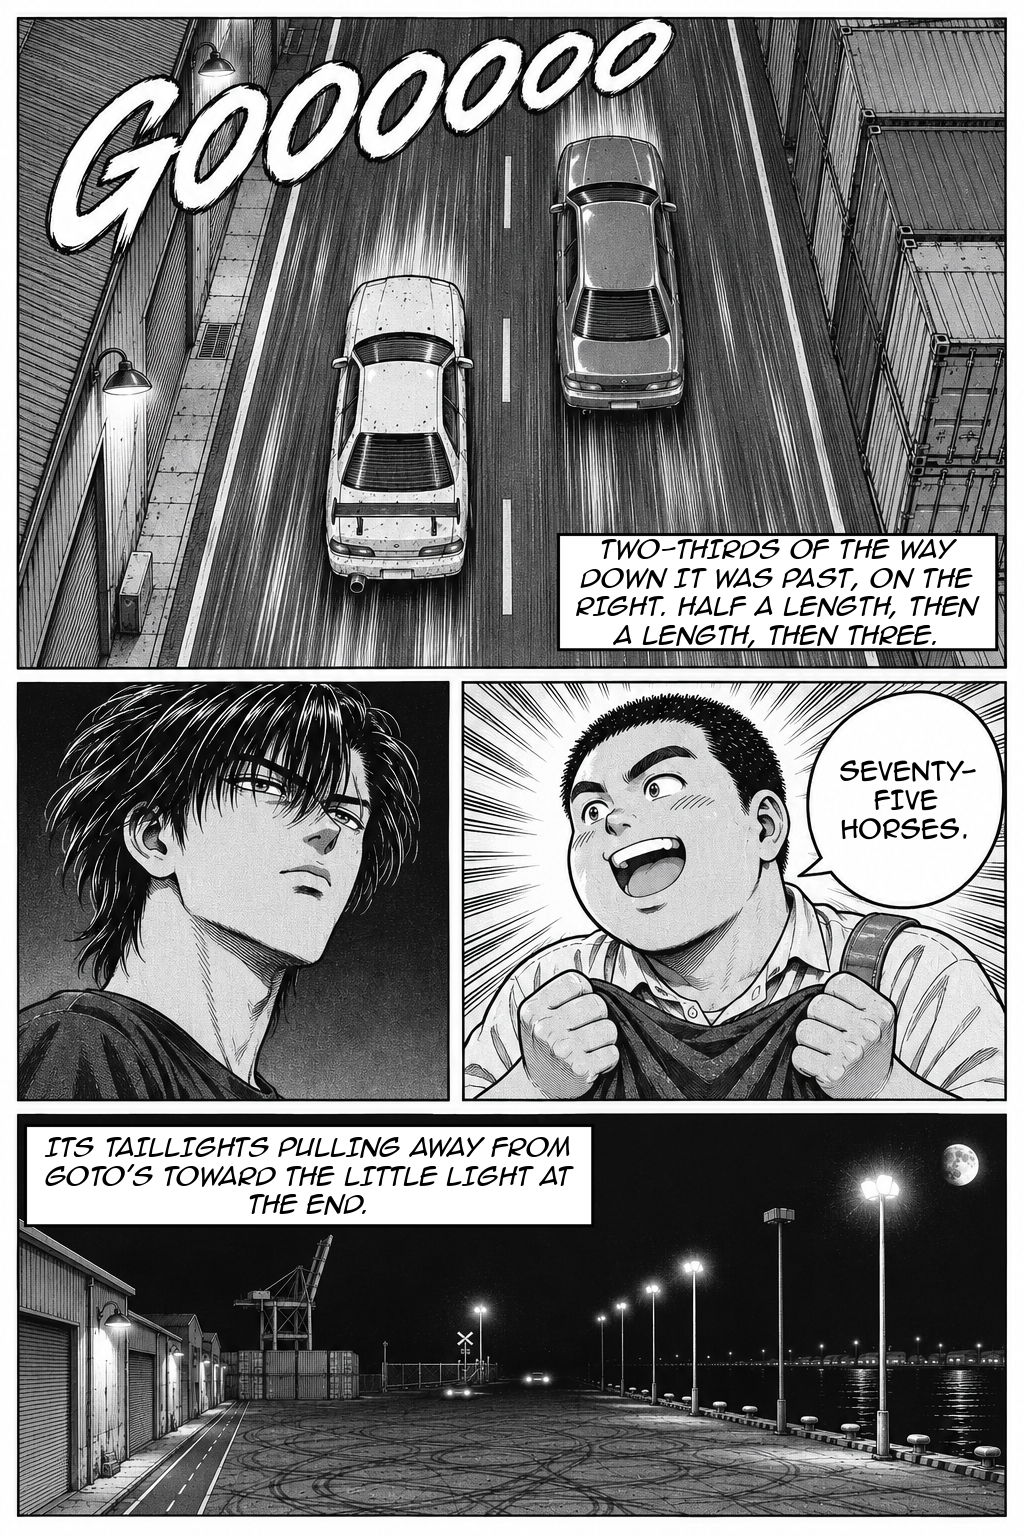 GOOOOOO
TWO-THIRDS OF THE WAY
DOWN IT WAS PAST, ON THE
RIGHT. HALF A LENGTH, THEN
A LENGTH, THEN THREE.
SEVENTY-
FIVE
HORSES.
ITS TAILLIGHTS PULLING AWAY FROM
GOTO'S TOWARD THE LITTLE LIGHT AT
THE END.